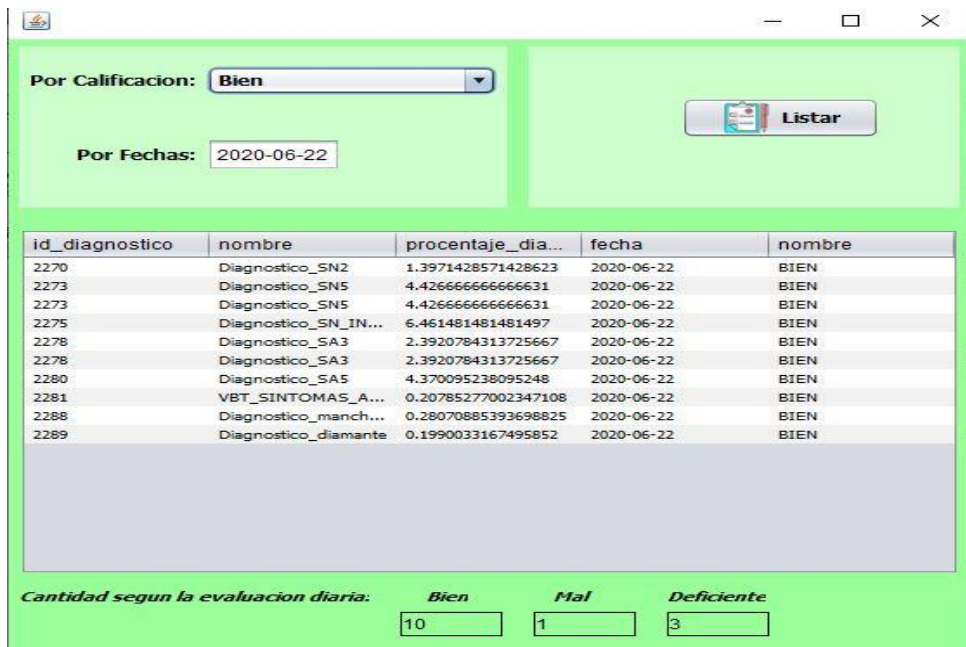 Por Calificacion: Bien
Listar
Por Fechas: 2020-06-22
id_diagnostico nombre procentaje_dia... fecha nombre
2270 Diagnostico_SN2 1.3971428571428623 2020-06-22 BIEN
2273 Diagnostico_SN5 4.426666666666631 2020-06-22 BIEN
2273 Diagnostico_SN5 4.426666666666631 2020-06-22 BIEN
2275 Diagnostico_SN_IN... 6.461481481481497 2020-06-22 BIEN
2278 Diagnostico_SA3 2.3920784313725667 2020-06-22 BIEN
2278 Diagnostico_SA3 2.3920784313725667 2020-06-22 BIEN
2280 Diagnostico_SA5 4.370095238095248 2020-06-22 BIEN
2281 VBT_SINTOMAS_A... 0.20785277002347108 2020-06-22 BIEN
2288 Diagnostico_manch... 0.28070885393698825 2020-06-22 BIEN
2289 Diagnostico_diamante 0.1990033167495852 2020-06-22 BIEN
Cantidad segun la evaluacion diaria: Bien Mal Deficiente
10 1 3